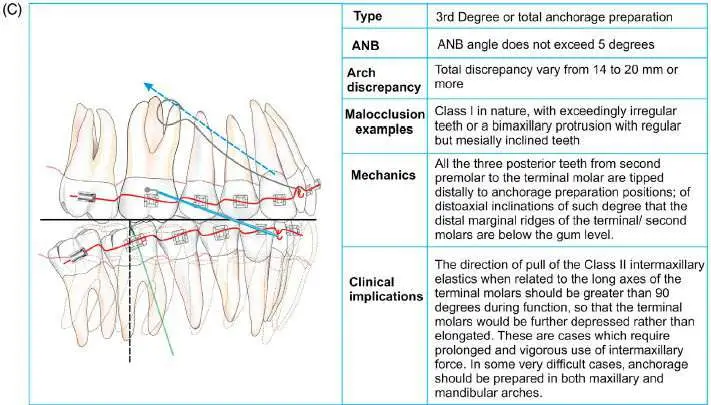 (C)
Type
3rd Degree or total anchorage preparation
ANB
ANB angle does not exceed 5 degrees
Arch
discrepancy
Total discrepancy vary from 14 to 20 mm or
more
Malocclusion
examples
Class I in nature, with exceedingly irregular
teeth or a bimaxillary protrusion with regular
but mesially inclined teeth
Mechanics
All the three posterior teeth from second
premolar to the terminal molar are tipped
distally to anchorage preparation positions; of
distoaxial inclinations of such degree that the
distal marginal ridges of the terminal/ second
molars are below the gum level.
Clinical
implications
The direction of pull of the Class II intermaxillary
elastics when related to the long axes of the
terminal molars should be greater than 90
degrees during function, so that the terminal
molars would be further depressed rather than
elongated. These are cases which require
prolonged and vigorous use of intermaxillary
force. In some very difficult cases, anchorage
should be prepared in both maxillary and
mandibular arches.